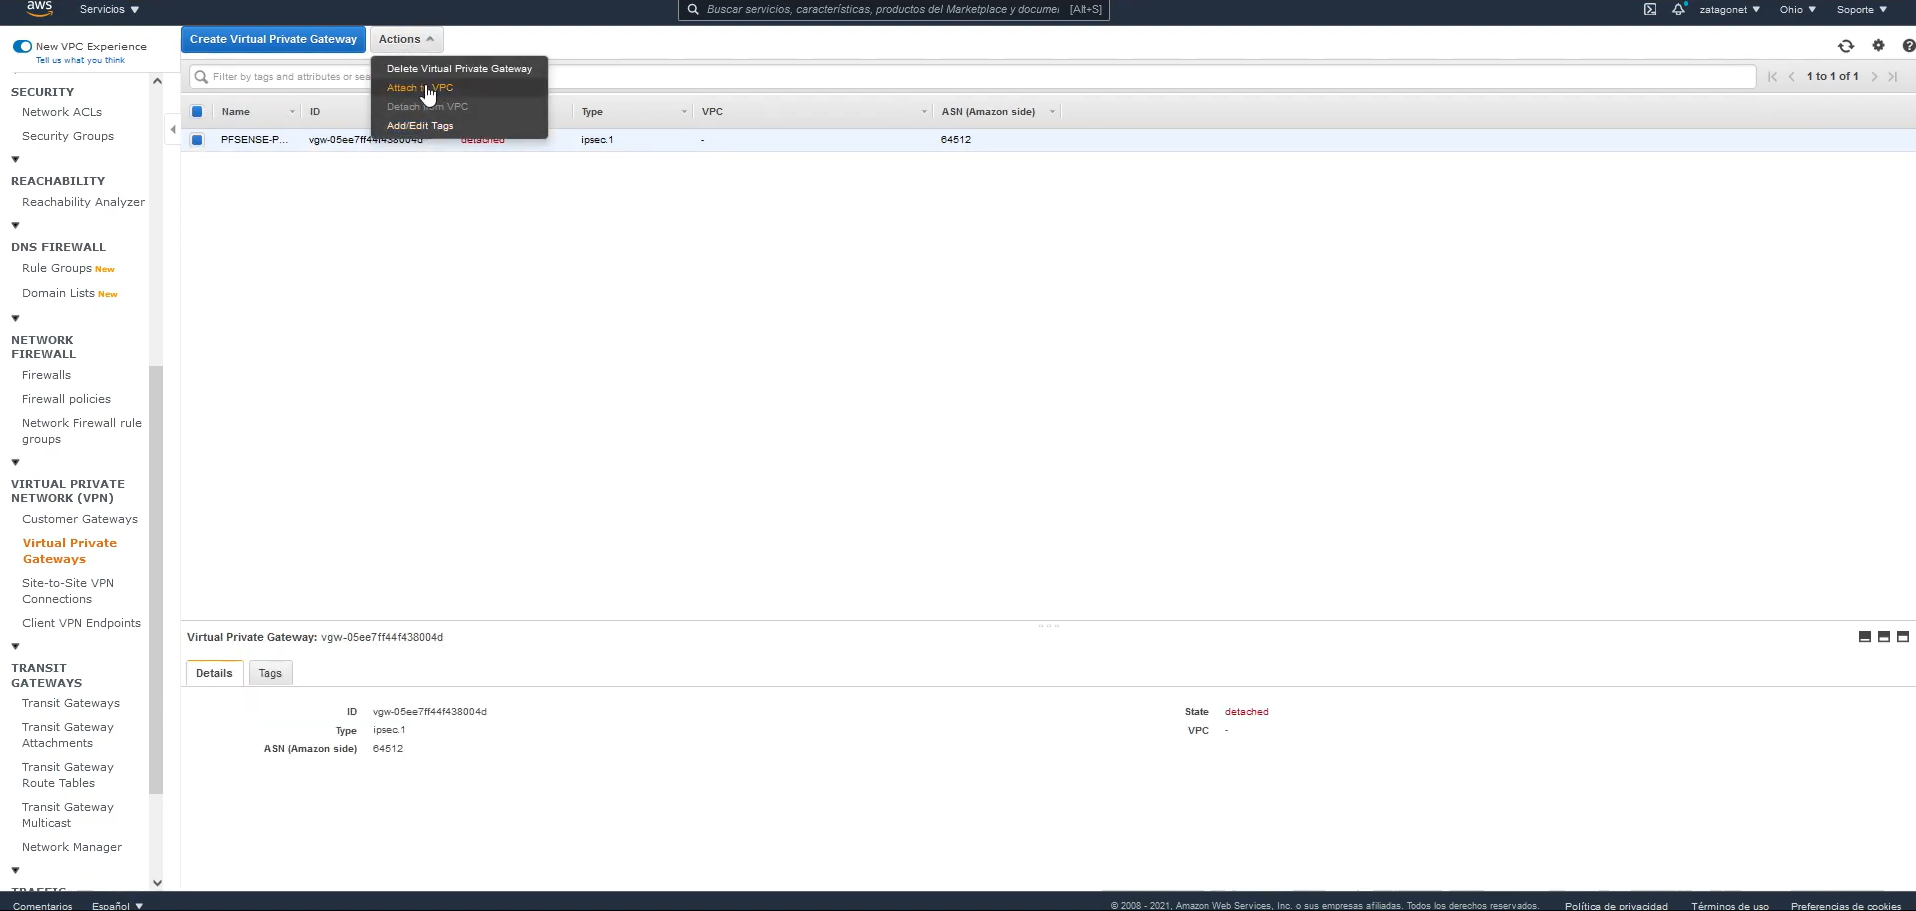 aws
Servicios
Buscar servicios, características, productos del Marketplace y documen [Alt+S]
zatagonet
Ohio
Soporte
New VPC Experience
Tell us what you think
SECURITY
Network ACLs
Security Groups
REACHABILITY
Reachability Analyzer
DNS FIREWALL
Rule Groups New
Domain Lists New
NETWORK
FIREWALL
Firewalls
Firewall policies
Network Firewall rule
groups
VIRTUAL PRIVATE
NETWORK (VPN)
Customer Gateways
Virtual Private
Gateways
Site-to-Site VPN
Connections
Client VPN Endpoints
TRANSIT
GATEWAYS
Transit Gateways
Transit Gateway
Attachments
Transit Gateway
Route Tables
Transit Gateway
Multicast
Network Manager
TRAFFIC
Create Virtual Private Gateway
Actions
Delete Virtual Private Gateway
Attach to VPC
Detach from VPC
Add/Edit Tags
Filter by tags and attributes or sea
1 to 1 of 1
Name ID Type VPC ASN (Amazon side)
PFSENSE-P... vgw-05ee7ff44f438004d detached ipsec.1 - 64512
Virtual Private Gateway: vgw-05ee7ff44f438004d
Details Tags
ID vgw-05ee7ff44f438004d
Type ipsec.1
ASN (Amazon side) 64512
State detached
VPC -
Comentarios
Español
© 2008 - 2021, Amazon Web Services, Inc. o sus empresas afiliadas. Todos los derechos reservados.
Política de privacidad
Términos de uso
Preferencias de cookies